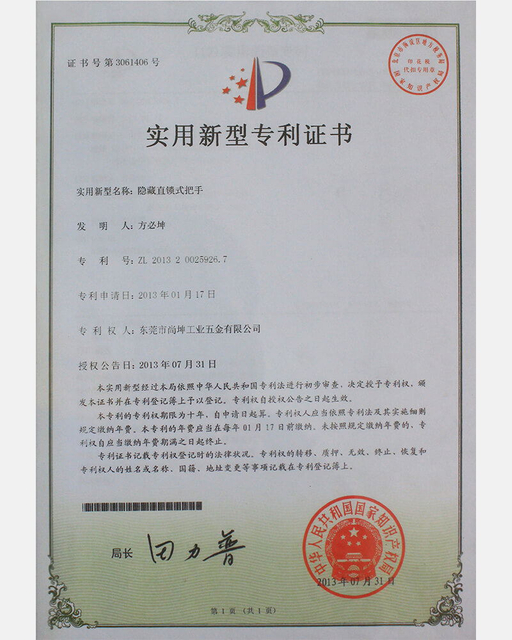 证书号第3061406号
实用新型专利证书
实用新型名称：隐藏直锁式把手
发 明 人：方必坤
专 利 号：ZL 2013 2 0025926.7
专利申请日：2013年01月17日
专 利 权 人：东莞市尚坤工业五金有限公司
授权公告日：2013年07月31日
本实用新型经过本局依照中华人民共和国专利法进行初步审查，决定授予专利权，颁
发本证书并在专利登记簿上予以登记。专利权自授权公告之日起生效。
本专利的专利权期限为十年，自申请日起算。专利权人应当依照专利法及其实施细则
规定缴纳年费。本专利的年费应当在每年01月17日前缴纳。未按照规定缴纳年费的，专
利权自应当缴纳年费期满之日起终止。
专利证书记载专利权登记时的法律状况。专利权的转移、质押、无效、终止、恢复和
专利权人的姓名或名称、国籍、地址变更等事项记载在专利登记簿上。
局长 田力普
中华人民共和国国家知识产权局
2013年07月31日
第1页（共1页）